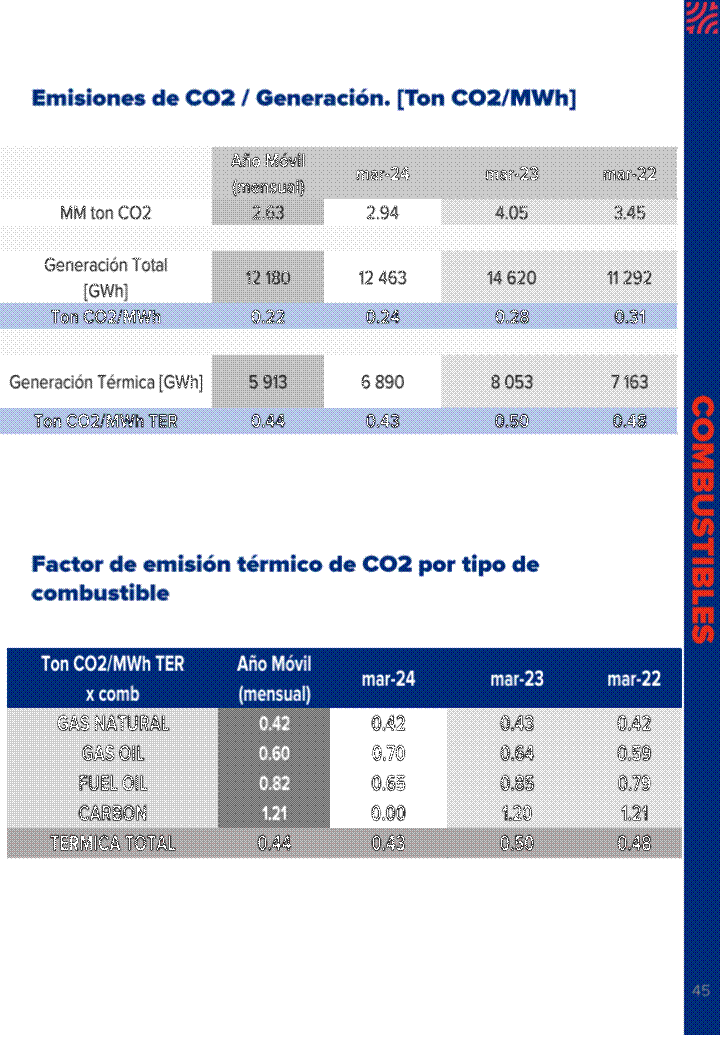 Emisiones de CO2 / Generación. [Ton CO2/MWh]
Año Móvil (mensual) mar-24 mar-23 mar-22
MM ton CO2 2.63 2.94 4.05 3.45
Generación Total [GWh] 12 180 12 463 14 620 11 292
Ton CO2/MWh 0.22 0.24 0.28 0.31
Generación Térmica [GWh] 5 913 6 890 8 053 7 163
Ton CO2/MWh TER 0.44 0.43 0.50 0.48
COMBUSTIBLES
Factor de emisión térmico de CO2 por tipo de
combustible
Ton CO2/MWh TER x comb Año Móvil (mensual) mar-24 mar-23 mar-22
GAS NATURAL 0.42 0.42 0.43 0.42
GAS OIL 0.60 0.70 0.64 0.59
FUEL OIL 0.82 0.65 0.85 0.79
CARBON 1.21 0.00 1.20 1.21
TERMICA TOTAL 0.44 0.43 0.50 0.48
45